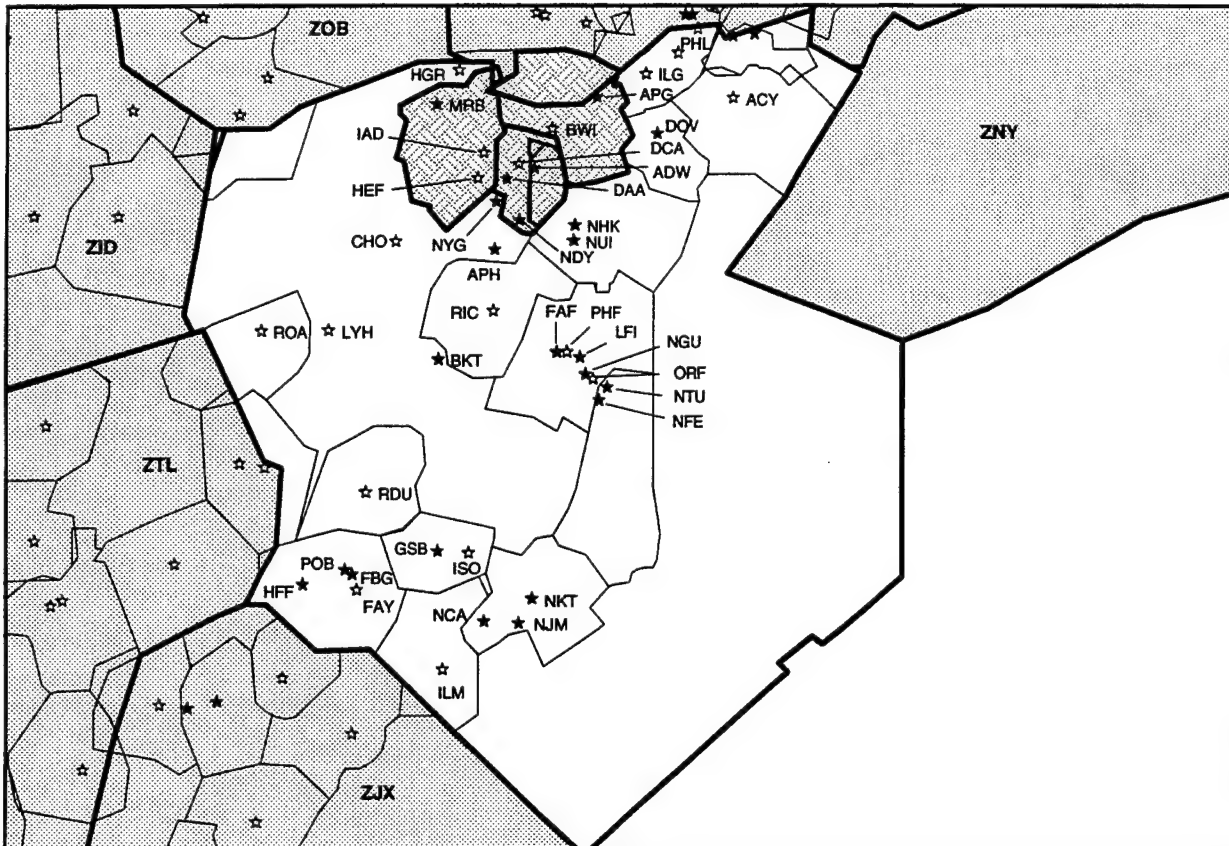 ZOB
PHL
HGR
ILG
APG
MRB
ACY
ZNY
BWI
DOV
IAD
DCA
ADW
HEF
DAA
NYG
NHK
CHO
NUI
NDY
ZID
APH
RIC
FAF
PHF
LFI
ROA
LYH
NGU
BKT
ORF
NTU
NFE
ZTL
RDU
GSB
ISO
POB
FBG
HFF
FAY
NKT
NCA
NJM
ILM
ZJX